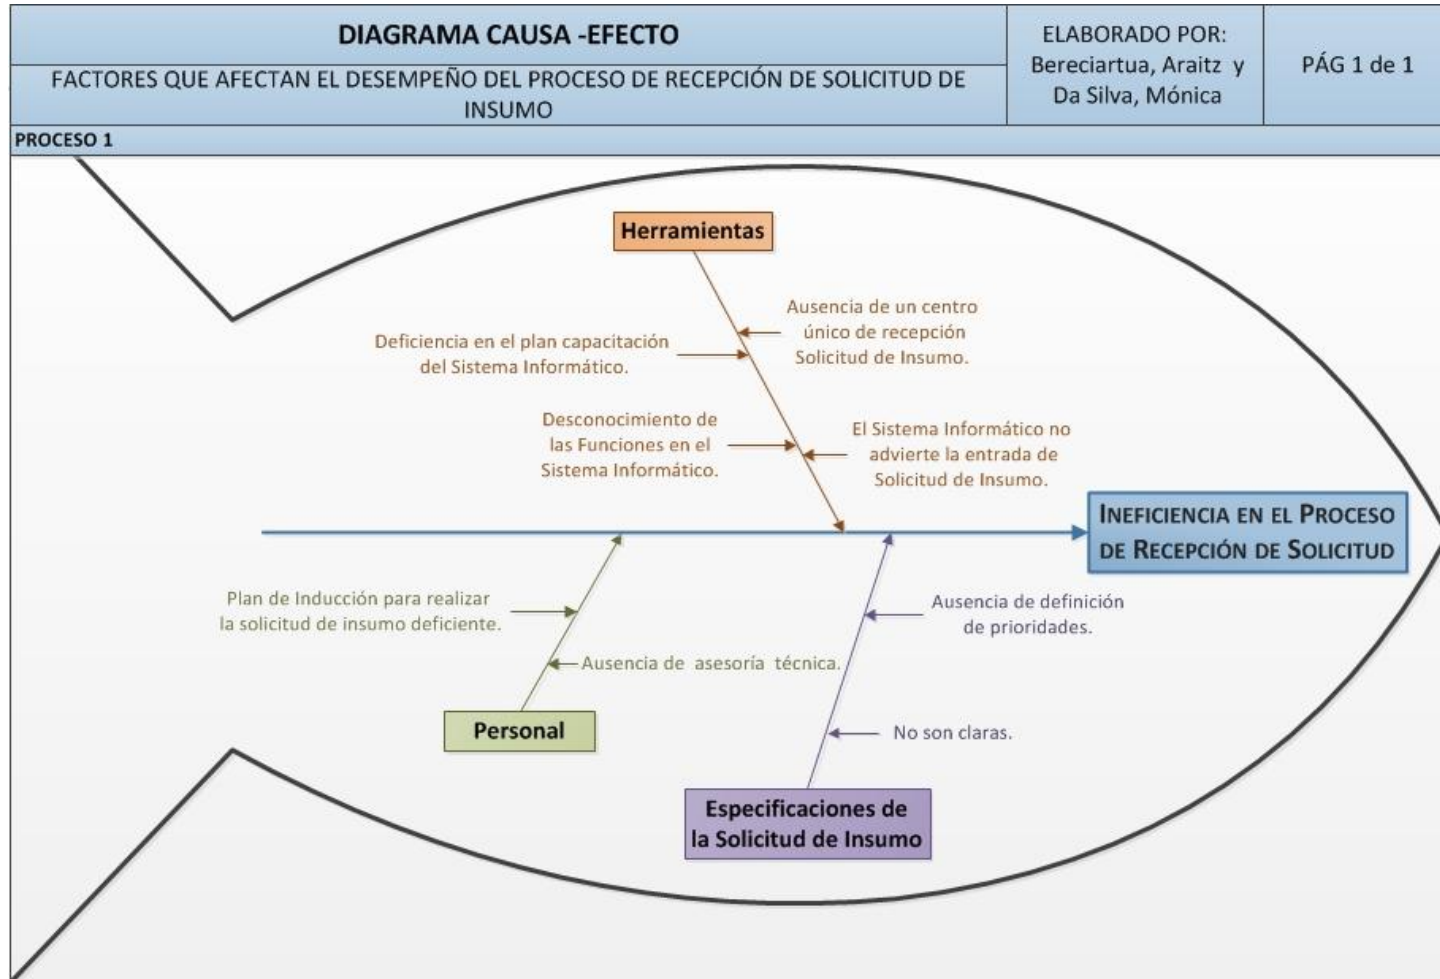 DIAGRAMA CAUSA -EFECTO
FACTORES QUE AFECTAN EL DESEMPEÑO DEL PROCESO DE RECEPCIÓN DE SOLICITUD DE
INSUMO
ELABORADO POR:
Bereciartua, Araitz y
Da Silva, Mónica
PÁG 1 de 1
PROCESO 1
Herramientas
Ausencia de un centro
único de recepción
Solicitud de Insumo.
Deficiencia en el plan capacitación
del Sistema Informático.
Desconocimiento de
las Funciones en el
Sistema Informático.
El Sistema Informático no
advierte la entrada de
Solicitud de Insumo.
INEFICIENCIA EN EL PROCESO
DE RECEPCIÓN DE SOLICITUD
Plan de Inducción para realizar
la solicitud de insumo deficiente.
Ausencia de asesoría técnica.
Personal
Ausencia de definición
de prioridades.
No son claras.
Especificaciones de
la Solicitud de Insumo